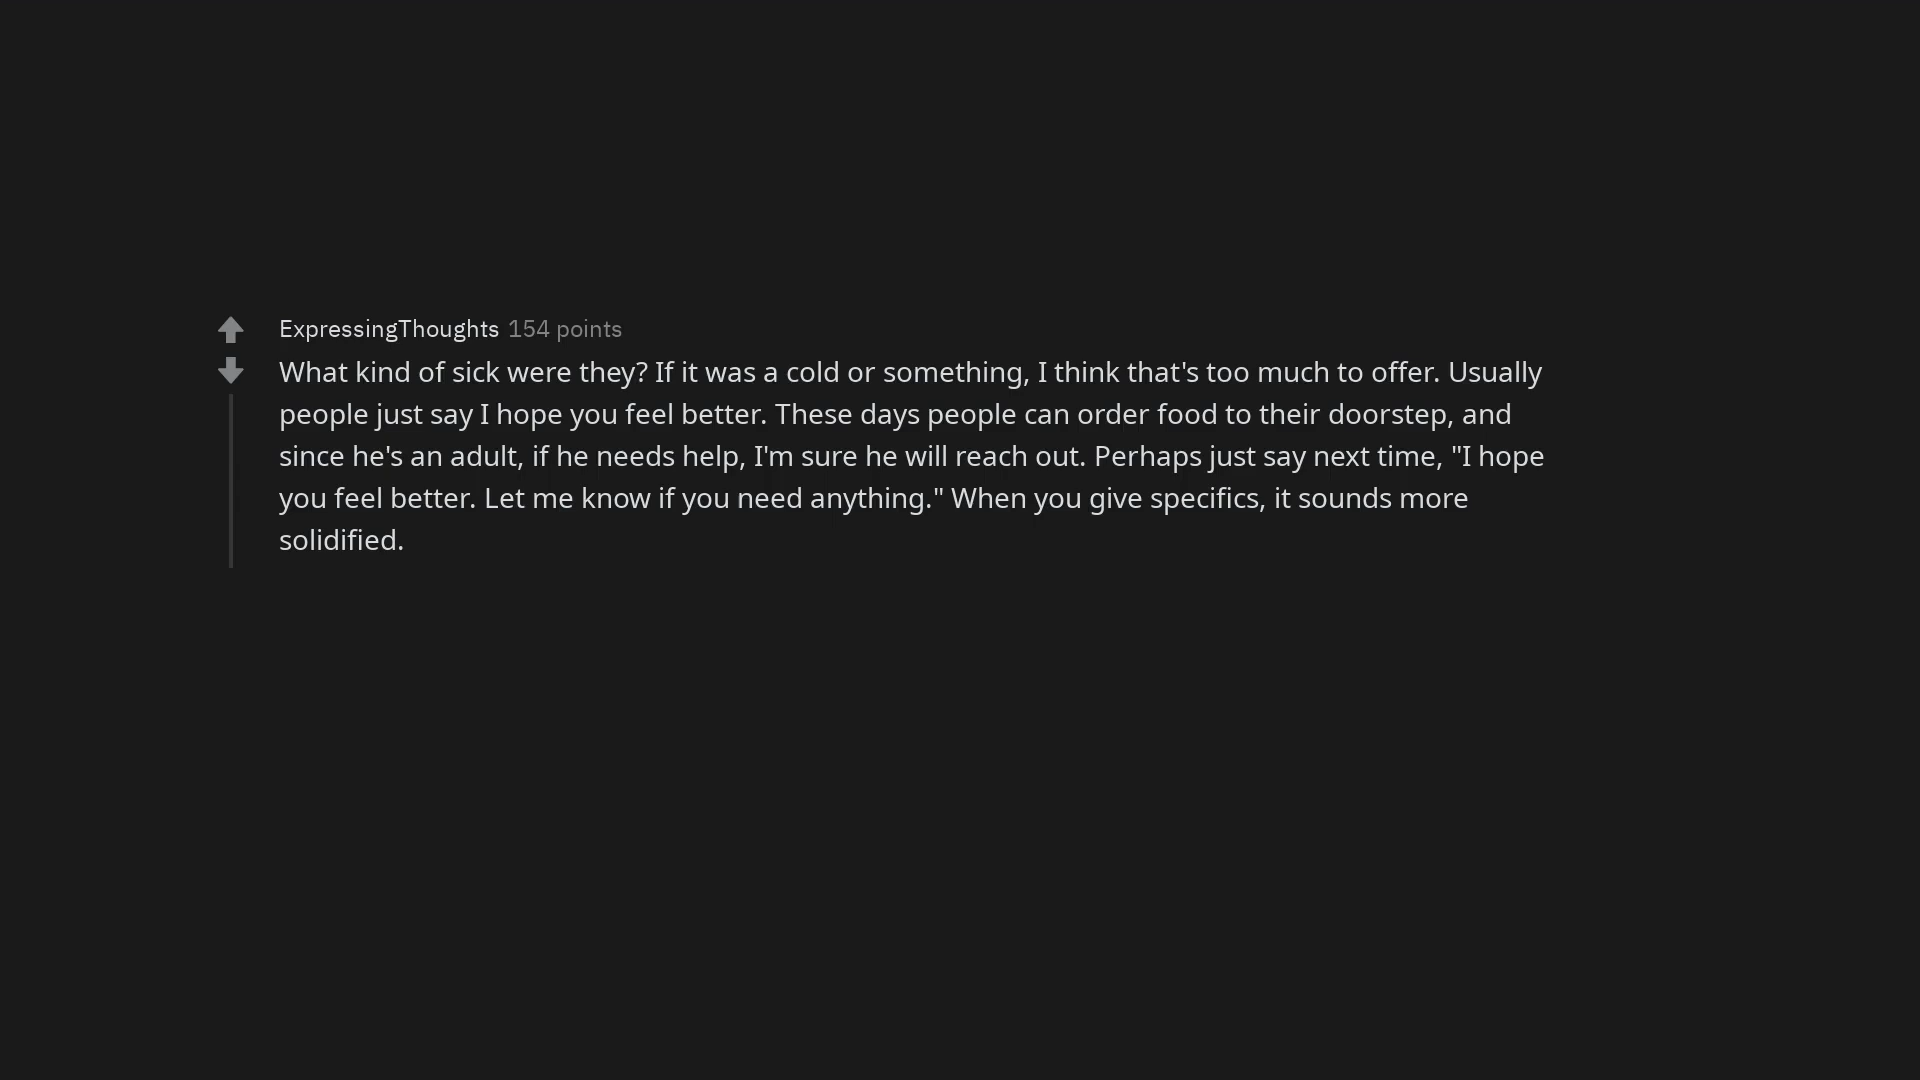 ExpressingThoughts 154 points
What kind of sick were they? If it was a cold or something, I think that's too much to offer. Usually
people just say I hope you feel better. These days people can order food to their doorstep, and
since he's an adult, if he needs help, I'm sure he will reach out. Perhaps just say next time, "I hope
you feel better. Let me know if you need anything." When you give specifics, it sounds more
solidified.